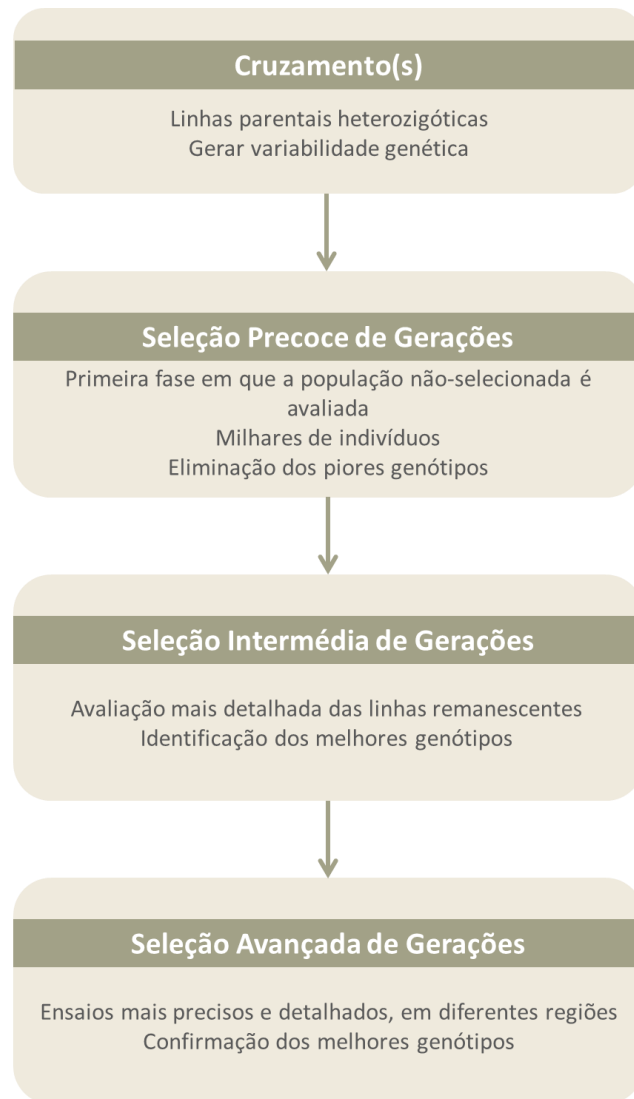 Cruzamento(s)
Linhas parentais heterozigóticas
Gerar variabilidade genética
Seleção Precoce de Gerações
Primeira fase em que a população não-selecionada é
avaliada
Milhares de indivíduos
Eliminação dos piores genótipos
Seleção Intermédia de Gerações
Avaliação mais detalhada das linhas remanescentes
Identificação dos melhores genótipos
Seleção Avançada de Gerações
Ensaios mais precisos e detalhados, em diferentes regiões
Confirmação dos melhores genótipos